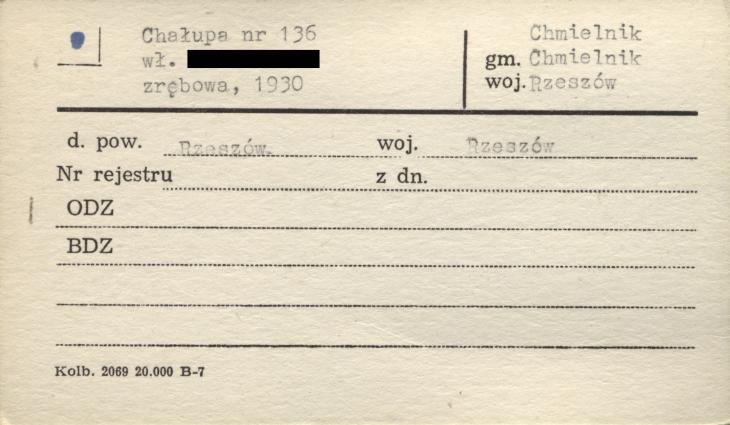 Chałupa nr 136
wł.
zrębowa, 1930
Chmielnik
gm. Chmielnik
woj. Rzeszów
d. pow. Rzeszów. woj. Rzeszów
Nr rejestru z dn.
ODZ
BDZ
Kolb. 2069 20.000 B-7